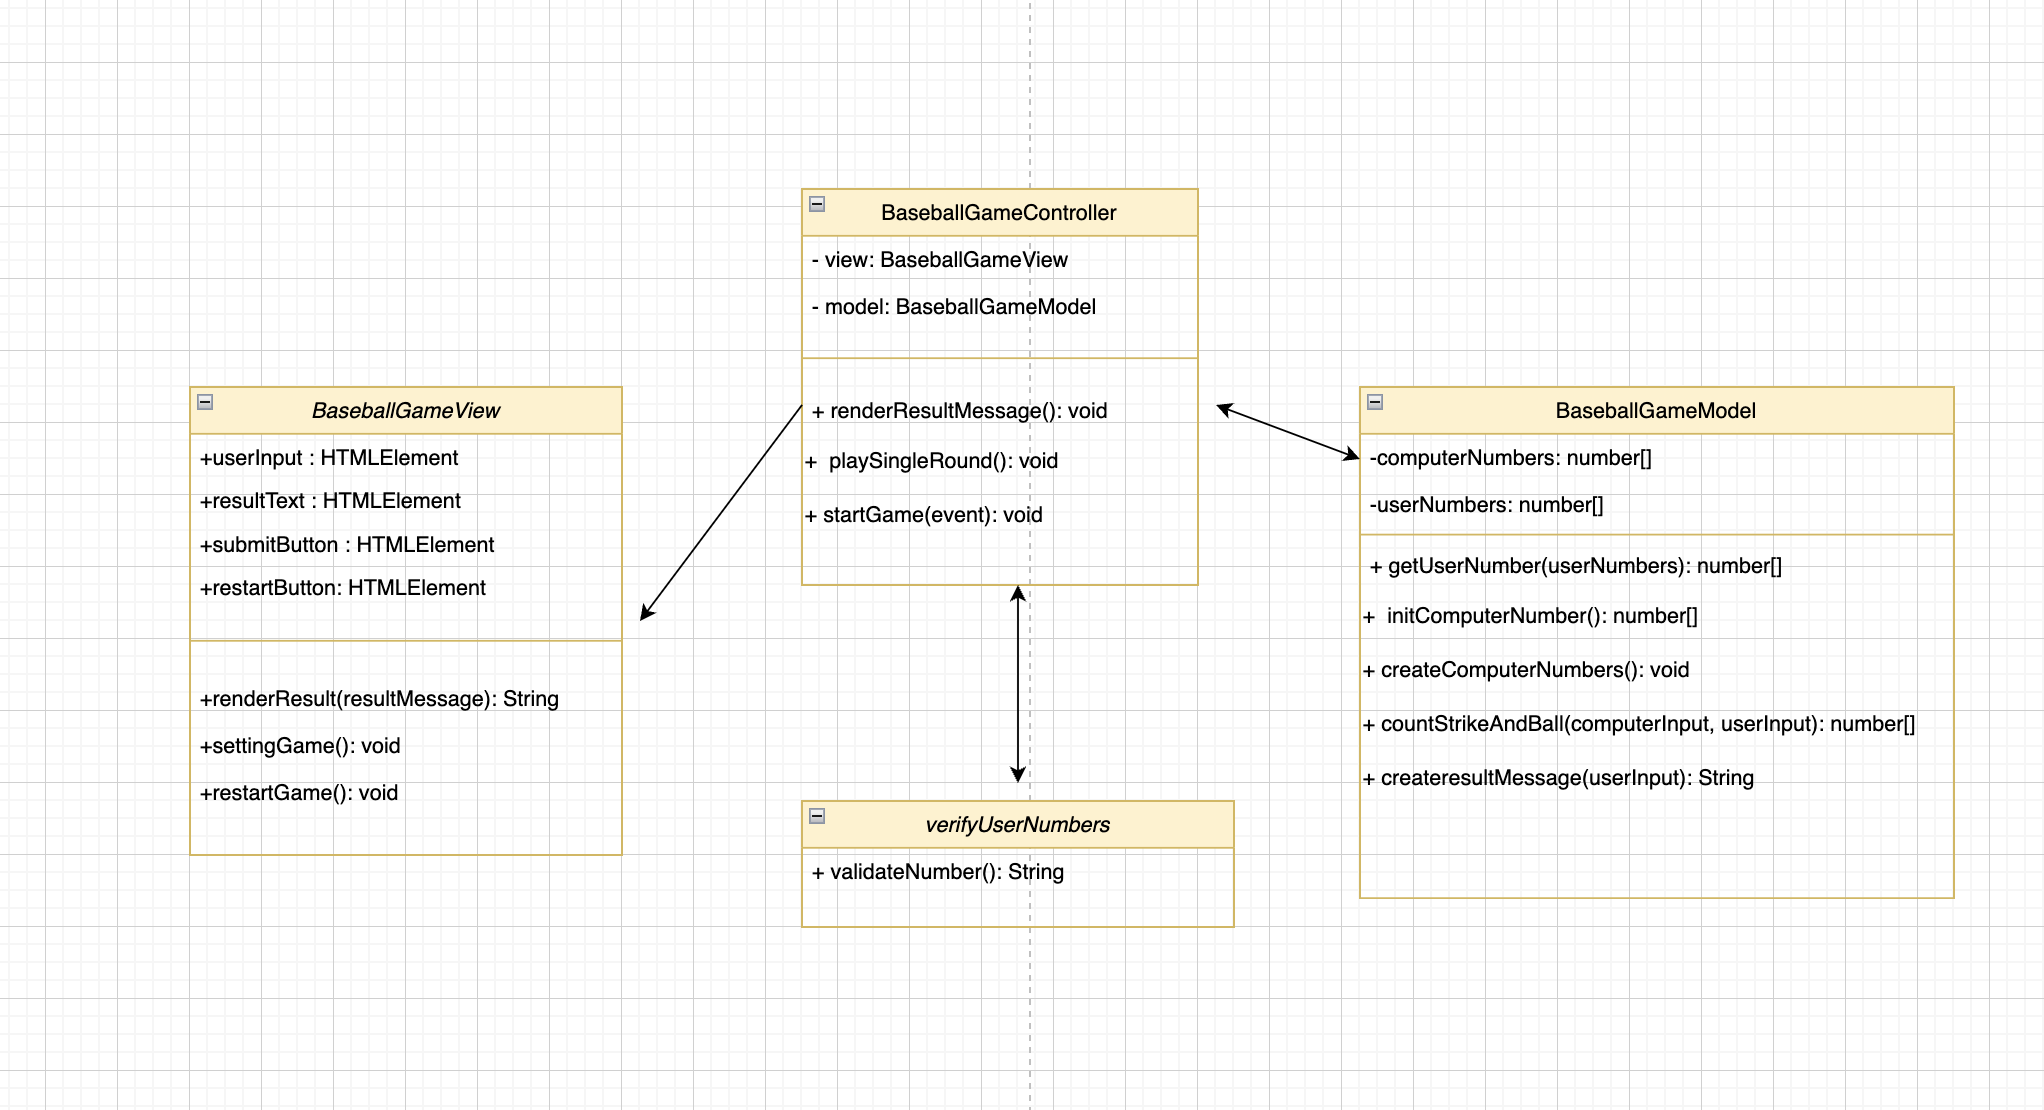 BaseballGameController
- view: BaseballGameView
- model: BaseballGameModel
+ renderResultMessage(): void
+  playSingleRound(): void
+ startGame(event): void
BaseballGameView
+userInput : HTMLElement
+resultText : HTMLElement
+submitButton : HTMLElement
+restartButton: HTMLElement
+renderResult(resultMessage): String
+settingGame(): void
+restartGame(): void
BaseballGameModel
-computerNumbers: number[]
-userNumbers: number[]
+ getUserNumber(userNumbers): number[]
+  initComputerNumber(): number[]
+ createComputerNumbers(): void
+ countStrikeAndBall(computerInput, userInput): number[]
+ createresultMessage(userInput): String
verifyUserNumbers
+ validateNumber(): String